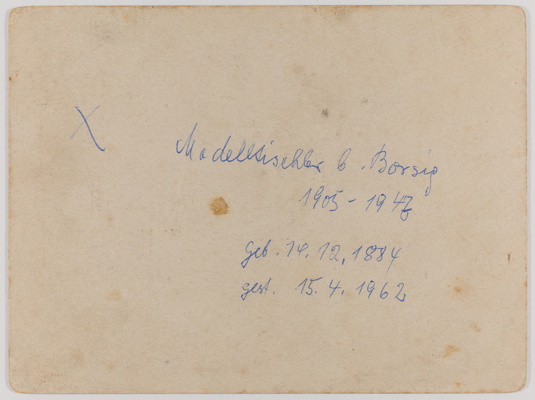 X
Modelltischler b. Borsig
1905 - 1947
geb. 14. 12. 1884
gest. 15. 4. 1962